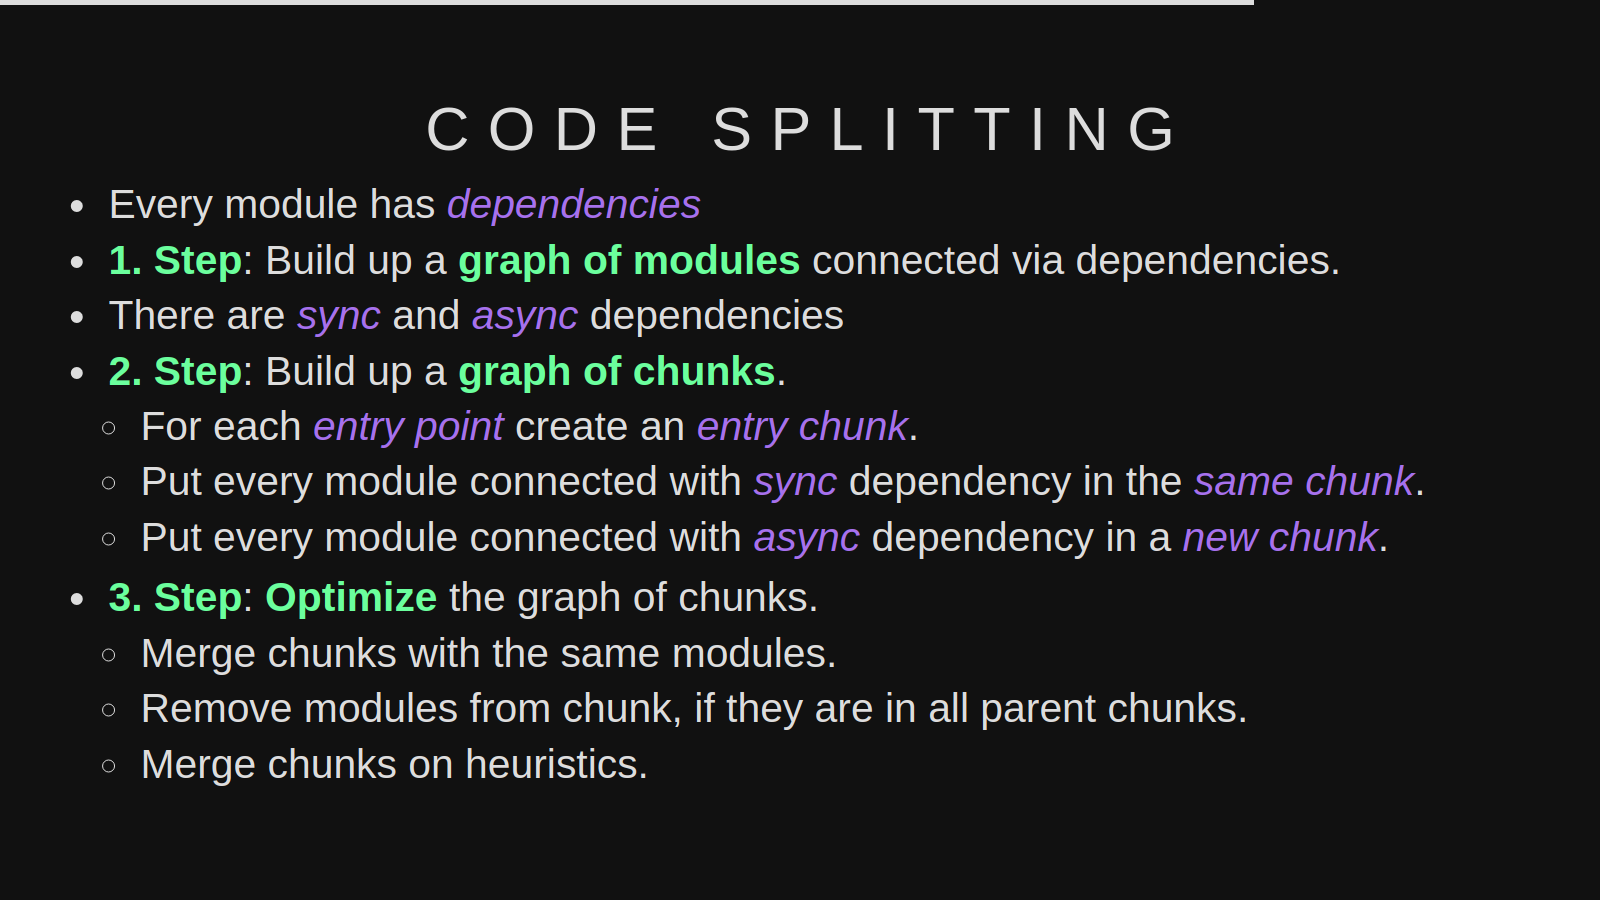 CODE SPLITTING
Every module has dependencies
1. Step: Build up a graph of modules connected via dependencies.
There are sync and async dependencies
2. Step: Build up a graph of chunks.
For each entry point create an entry chunk.
Put every module connected with sync dependency in the same chunk.
Put every module connected with async dependency in a new chunk.
3. Step: Optimize the graph of chunks.
Merge chunks with the same modules.
Remove modules from chunk, if they are in all parent chunks.
Merge chunks on heuristics.